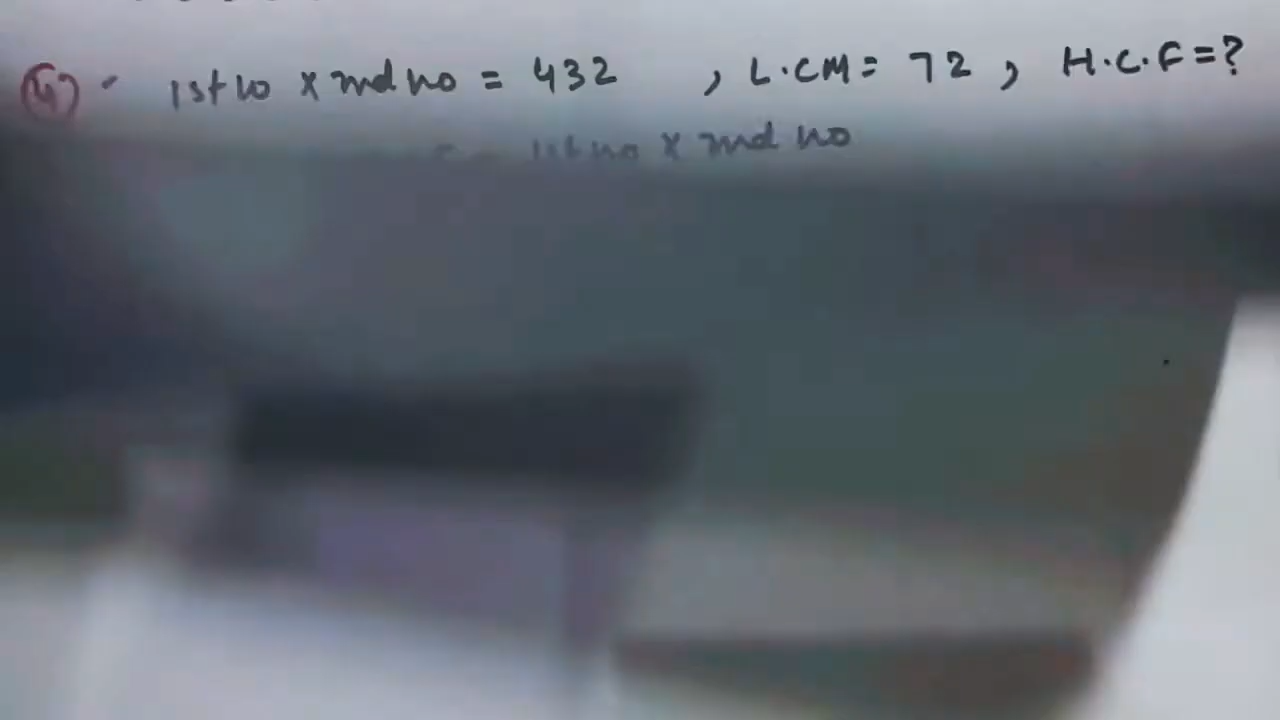 (4) 1st no x 2nd no = 432 , L.CM = 72 , H.C.F = ?
= 1st no x 2nd no